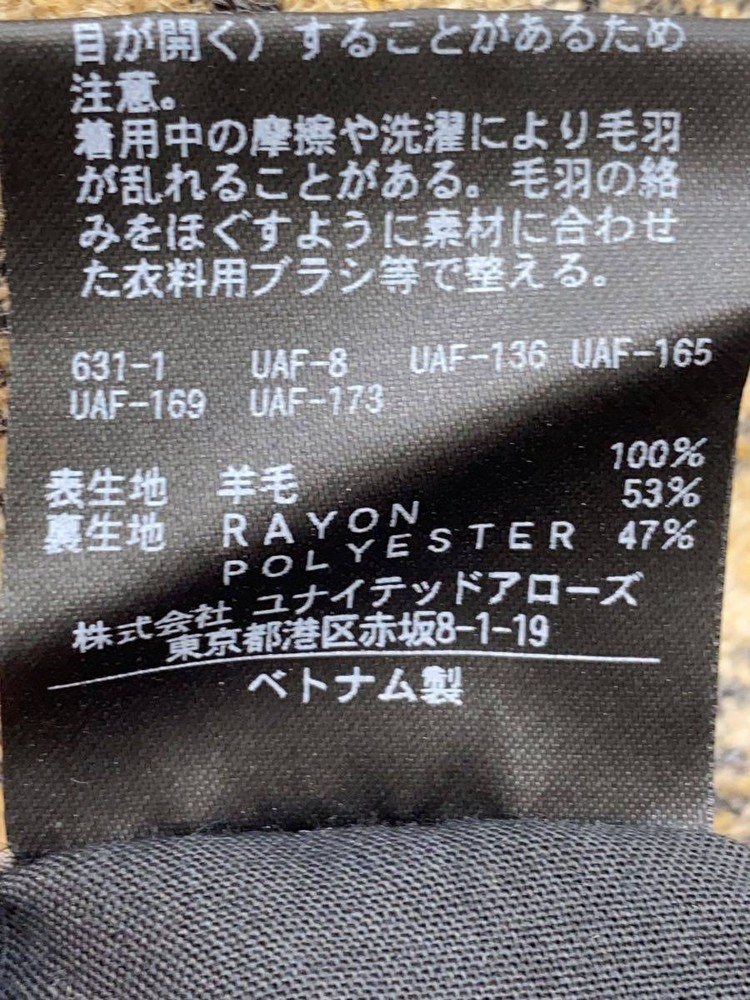 目が開く）することがあるため
注意。
着用中の摩擦や洗濯により毛羽
が乱れることがある。毛羽の絡
みをほぐすように素材に合わせ
た衣料用ブラシ等で整える。
631-1 UAF-8 UAF-136 UAF-165
UAF-169 UAF-173
表生地 羊毛 100%
裏生地 RAYON 53%
POLYESTER 47%
株式会社 ユナイテッドアローズ
東京都港区赤坂8-1-19
ベトナム製